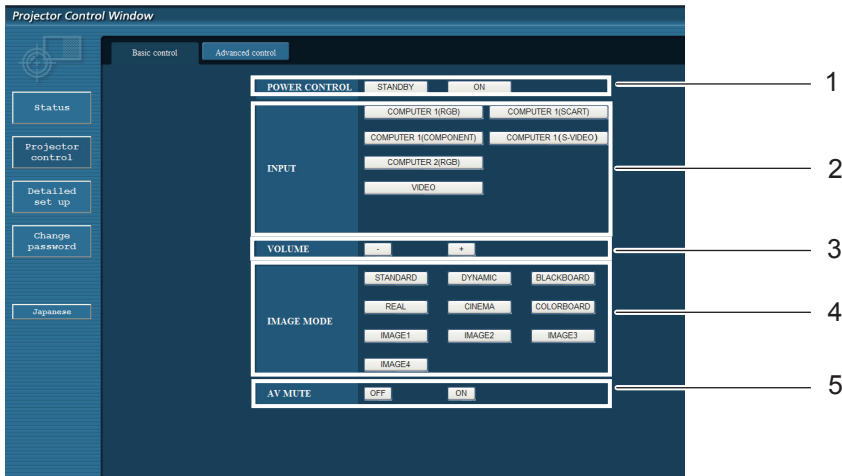 Projector Control Window
Basic control Advanced control
Status
Projector
control
Detailed
set up
Change
password
Japanese
POWER CONTROL STANDBY ON 1
INPUT
COMPUTER 1(RGB) COMPUTER 1(SCART)
COMPUTER 1(COMPONENT) COMPUTER 1(S-VIDEO)
COMPUTER 2(RGB)
VIDEO
2
VOLUME - + 3
IMAGE MODE
STANDARD DYNAMIC BLACKBOARD
REAL CINEMA COLORBOARD
IMAGE1 IMAGE2 IMAGE3
IMAGE4
4
AV MUTE OFF ON 5